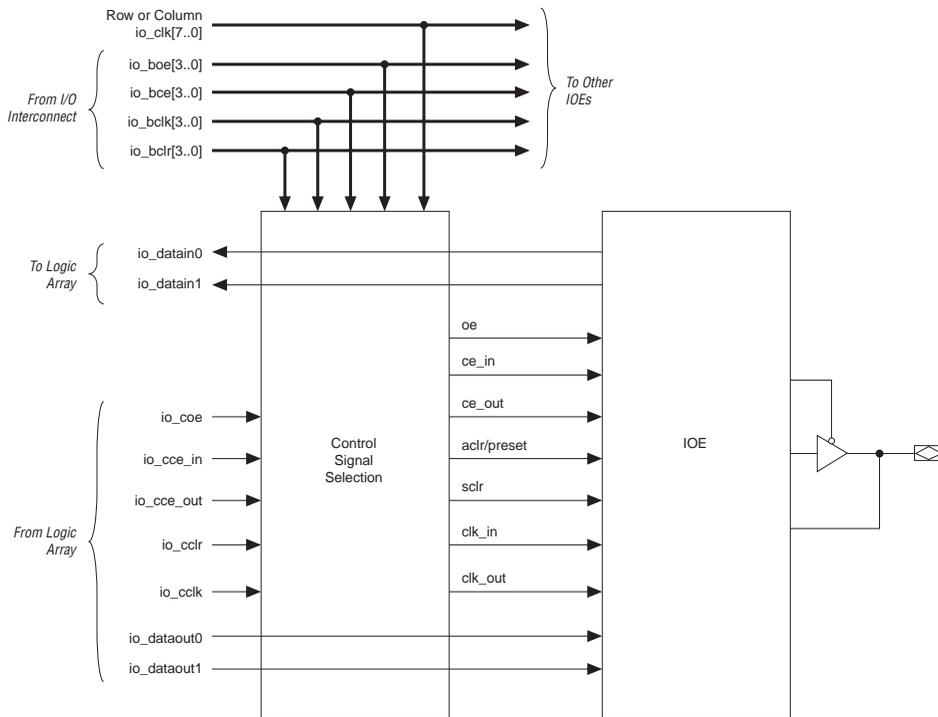 Row or Column
io_clk[7..0]
io_boe[3..0]
io_bce[3..0]
io_bclk[3..0]
io_bclr[3..0]
From I/O
Interconnect
To Other
IOEs
To Logic
Array
io_datain0
io_datain1
oe
ce_in
ce_out
aclr/preset
sclr
clk_in
clk_out
io_coe
io_cce_in
io_cce_out
io_cclr
io_cclk
io_dataout0
io_dataout1
From Logic
Array
Control
Signal
Selection
IOE